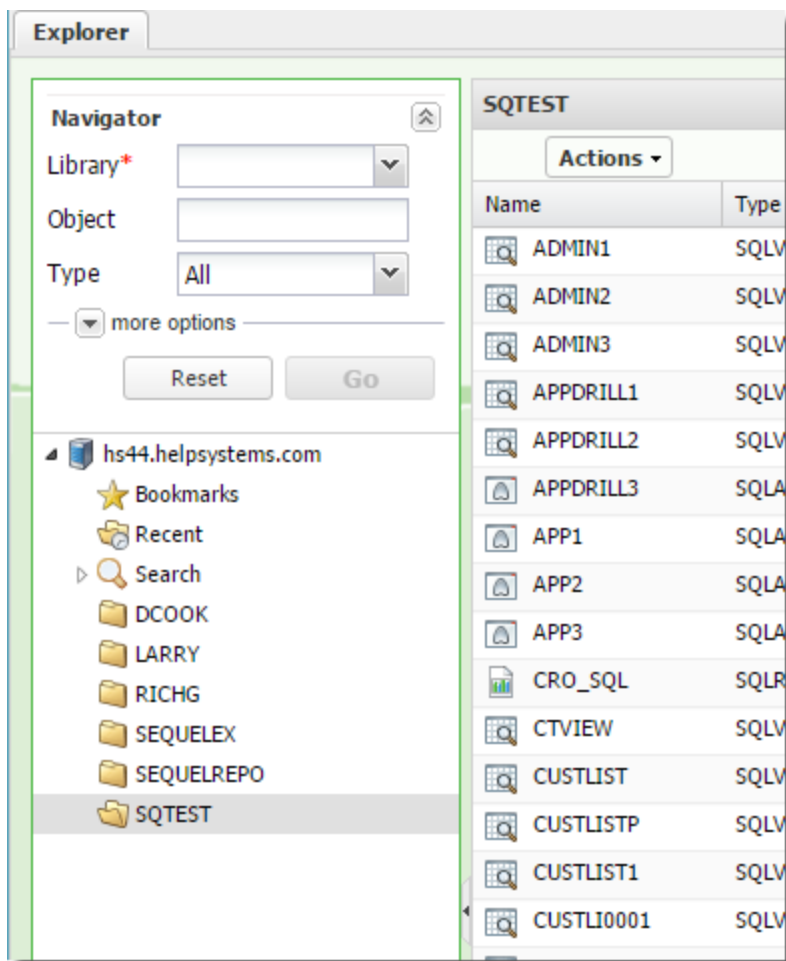 Explorer
Navigator
Library*
Object
Type All
more options
Reset Go
hs44.helpsystems.com
Bookmarks
Recent
Search
DCOOK
LARRY
RICHG
SEQUELEX
SEQUELREPO
SQTEST
SQTEST
Actions
Name Type
ADMIN1 SQLV
ADMIN2 SQLV
ADMIN3 SQLV
APPDRILL1 SQLV
APPDRILL2 SQLV
APPDRILL3 SQLA
APP1 SQLA
APP2 SQLA
APP3 SQLA
CRO_SQL SQLR
CTVIEW SQLV
CUSTLIST SQLV
CUSTLISTP SQLV
CUSTLIST1 SQLV
CUSTLI0001 SQLV